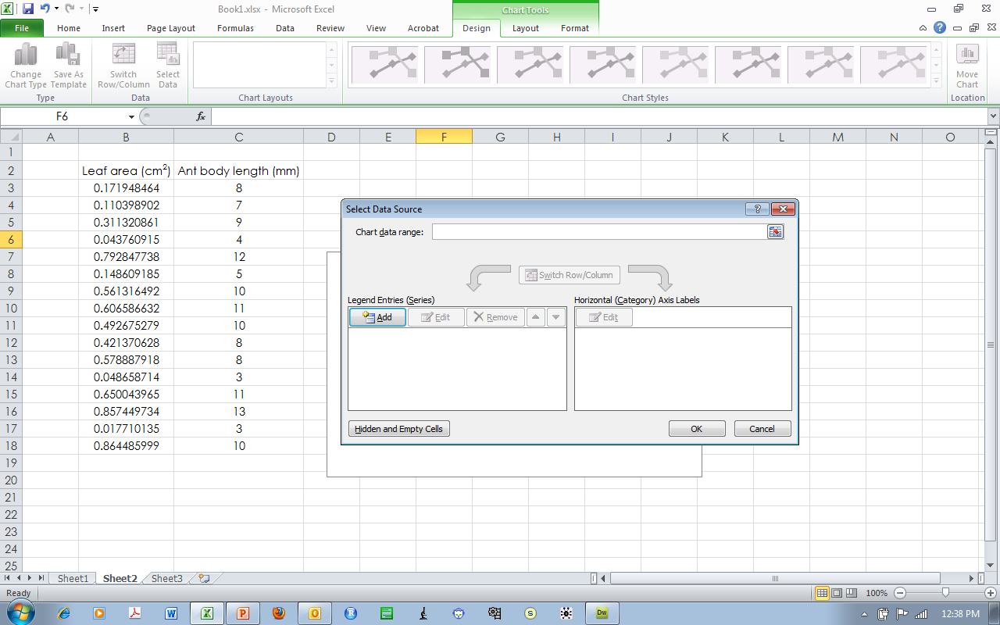 Book1.xlsx - Microsoft Excel
Chart Tools
File Home Insert Page Layout Formulas Data Review View Acrobat Design Layout Format
Change Chart Type
Save As Template
Switch Row/Column
Select Data
Move Chart
Type Data Chart Layouts Chart Styles Location
F6 fx
A B C D E F G H I J K L M N O
1
2 Leaf area (cm²) Ant body length (mm)
3 0.171948464 8
4 0.110398902 7
5 0.311320861 9
6 0.043760915 4
7 0.792847738 12
8 0.148609185 5
9 0.561316492 10
10 0.606586632 11
11 0.492675279 10
12 0.421370628 8
13 0.578887918 8
14 0.048658714 3
15 0.650043965 11
16 0.857449734 13
17 0.017710135 3
18 0.864485999 10
19
20
21
22
23
24
25
Select Data Source
Chart data range:
Switch Row/Column
Legend Entries (Series) Horizontal (Category) Axis Labels
Add Edit Remove Edit
Hidden and Empty Cells OK Cancel
Sheet1 Sheet2 Sheet3
Ready 100%
Dw
12:38 PM